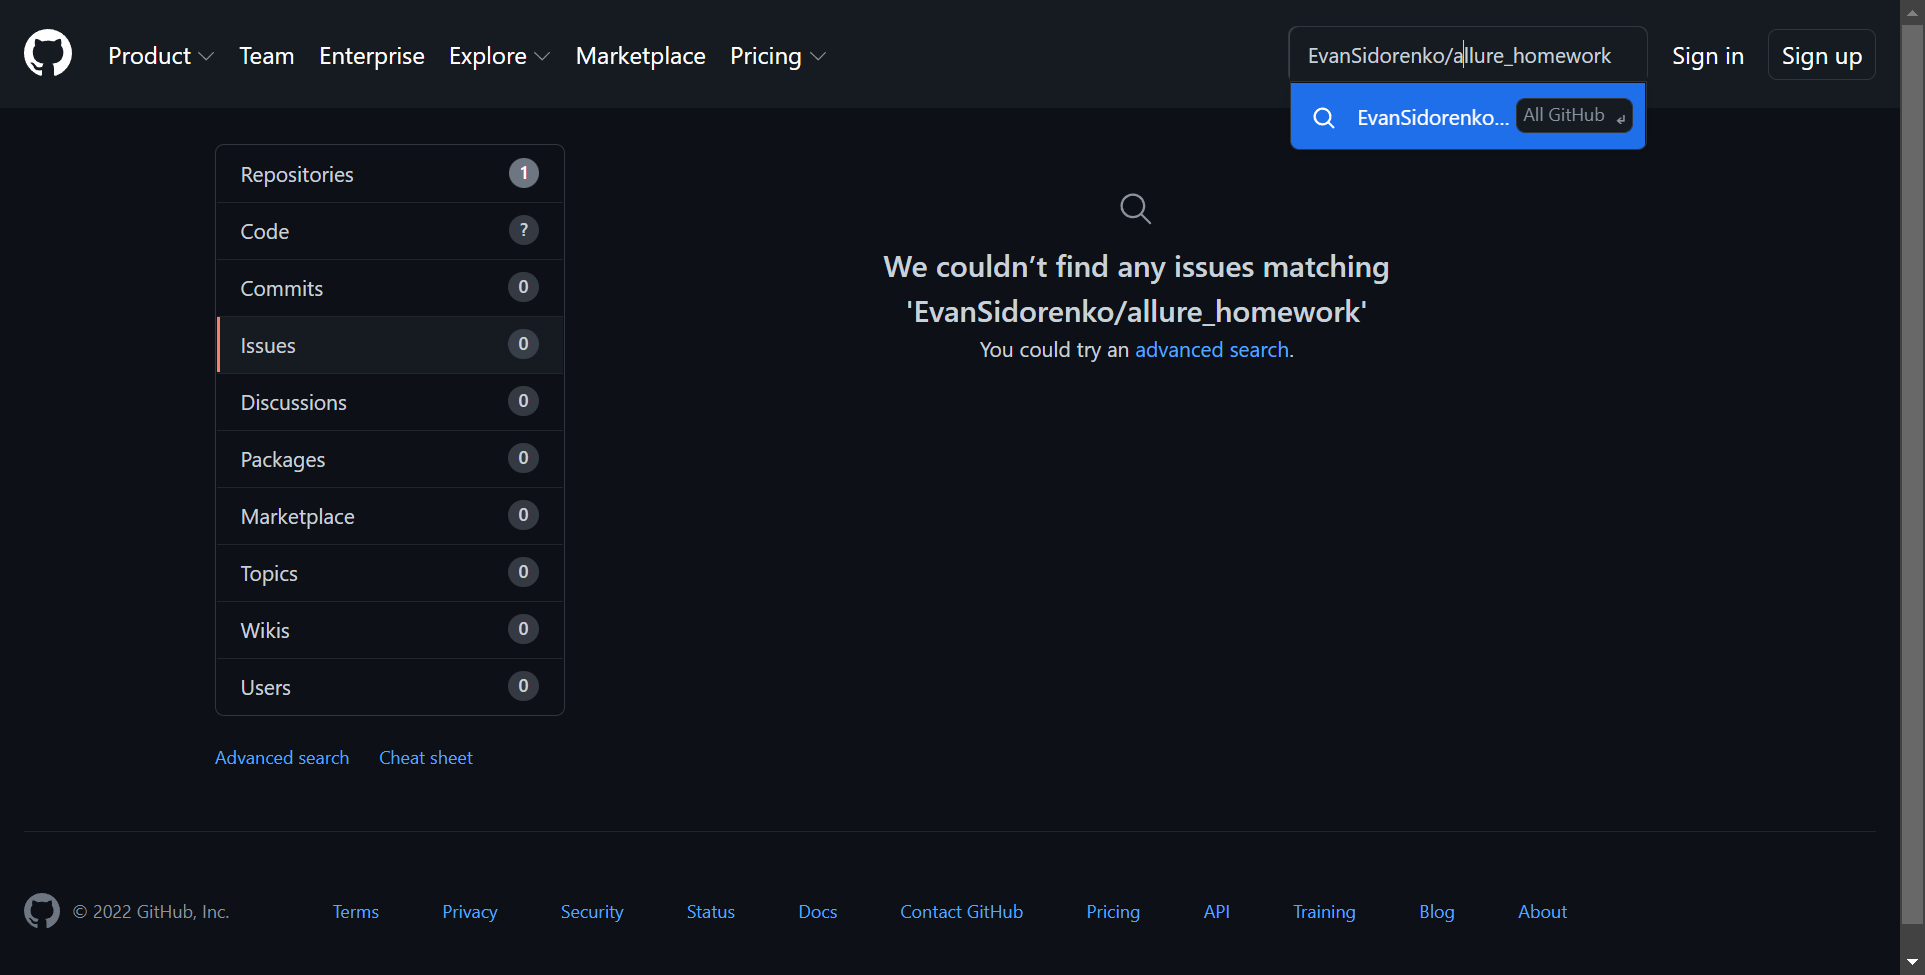 Product Team Enterprise Explore Marketplace Pricing EvanSidorenko/allure_homework Sign in Sign up
EvanSidorenko... All GitHub
Repositories 1
Code ?
Commits 0
Issues 0
Discussions 0
Packages 0
Marketplace 0
Topics 0
Wikis 0
Users 0
Advanced search Cheat sheet
We couldn’t find any issues matching
'EvanSidorenko/allure_homework'
You could try an advanced search.
© 2022 GitHub, Inc. Terms Privacy Security Status Docs Contact GitHub Pricing API Training Blog About